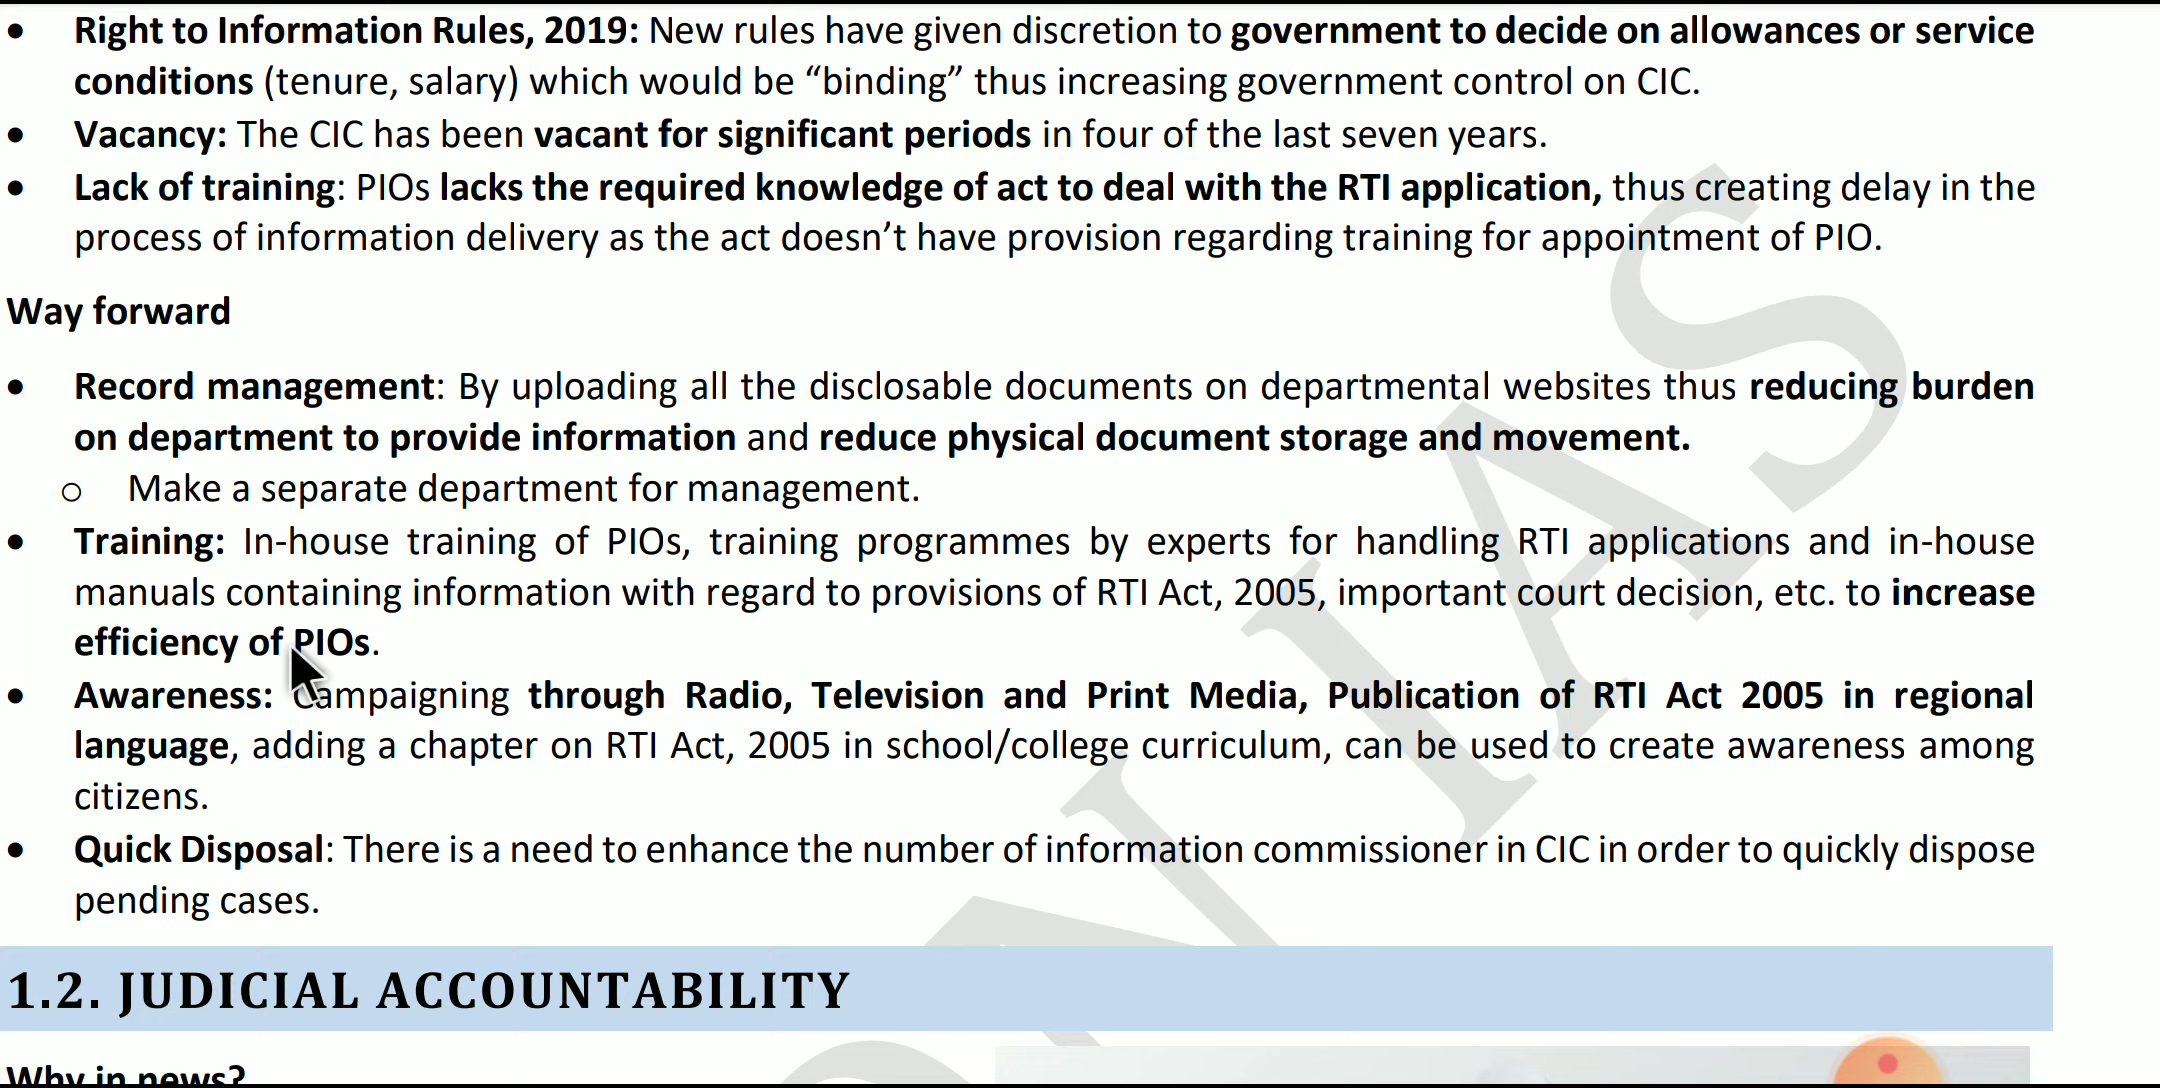 • Right to Information Rules, 2019: New rules have given discretion to government to decide on allowances or service
conditions (tenure, salary) which would be “binding” thus increasing government control on CIC.
• Vacancy: The CIC has been vacant for significant periods in four of the last seven years.
• Lack of training: PIOs lacks the required knowledge of act to deal with the RTI application, thus creating delay in the
process of information delivery as the act doesn’t have provision regarding training for appointment of PIO.
Way forward
• Record management: By uploading all the disclosable documents on departmental websites thus reducing burden
on department to provide information and reduce physical document storage and movement.
o Make a separate department for management.
• Training: In-house training of PIOs, training programmes by experts for handling RTI applications and in-house
manuals containing information with regard to provisions of RTI Act, 2005, important court decision, etc. to increase
efficiency of PIOs.
• Awareness: Campaigning through Radio, Television and Print Media, Publication of RTI Act 2005 in regional
language, adding a chapter on RTI Act, 2005 in school/college curriculum, can be used to create awareness among
citizens.
• Quick Disposal: There is a need to enhance the number of information commissioner in CIC in order to quickly dispose
pending cases.
1.2. JUDICIAL ACCOUNTABILITY
Why in news?
N IAS